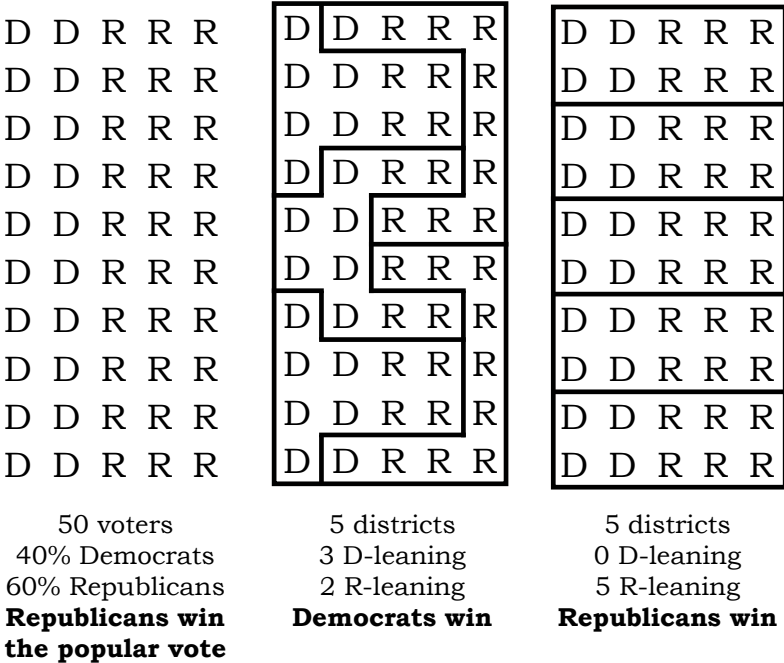 D D R R R
D D R R R
D D R R R
D D R R R
D D R R R
D D R R R
D D R R R
D D R R R
D D R R R
D D R R R
50 voters
40% Democrats
60% Republicans
Republicans win
the popular vote
D D R R R
D D R R R
D D R R R
D D R R R
D D R R R
D D R R R
D D R R R
D D R R R
D D R R R
D D R R R
5 districts
3 D-leaning
2 R-leaning
Democrats win
D D R R R
D D R R R
D D R R R
D D R R R
D D R R R
D D R R R
D D R R R
D D R R R
D D R R R
D D R R R
5 districts
0 D-leaning
5 R-leaning
Republicans win